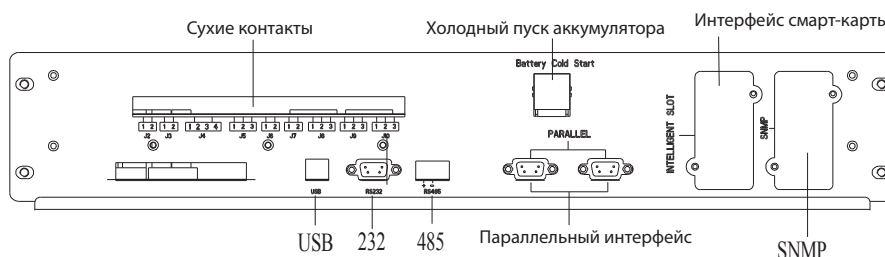 Сухие контакты
Холодный пуск аккумулятора
Интерфейс смарт-карты
Battery Cold Start
1 2 1 2 1 2 3 4 1 2 3 1 2 1 2 1 2 3 1 2 3 1 2 3
J2 J3 J4 J5 J6 J7 J8 J9 J10
PARALLEL
INTELLIGENT SLOT
SNMP
USB
RS232
+ -
RS485
USB
232
485
Параллельный интерфейс
SNMP